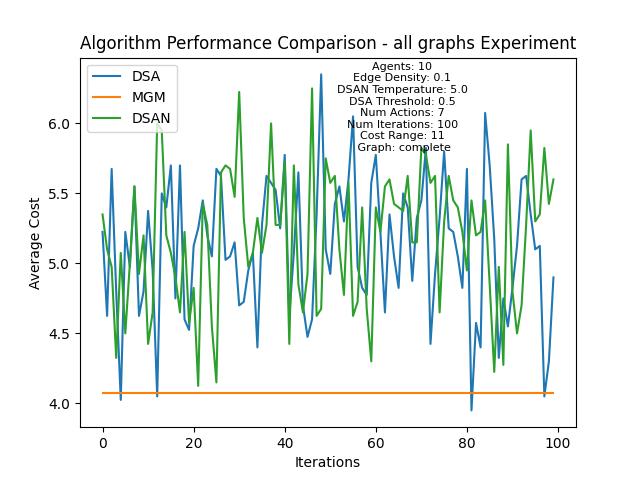 Algorithm Performance Comparison - all graphs Experiment
DSA
MGM
DSAN
Agents: 10
Edge Density: 0.1
DSAN Temperature: 5.0
DSA Threshold: 0.5
Num Actions: 7
Num Iterations: 100
Cost Range: 11
Graph: complete
Average Cost
6.0
5.5
5.0
4.5
4.0
0 20 40 60 80 100
Iterations